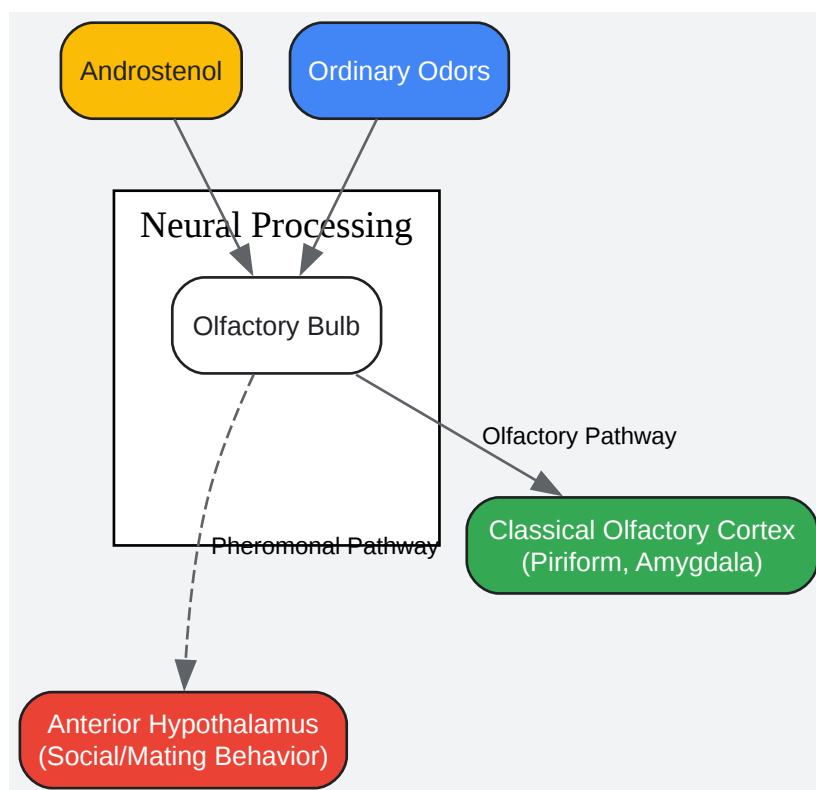 Androstenol
Ordinary Odors
Neural Processing
Olfactory Bulb
Olfactory Pathway
Classical Olfactory Cortex
(Piriform, Amygdala)
Pheromonal Pathway
Anterior Hypothalamus
(Social/Mating Behavior)